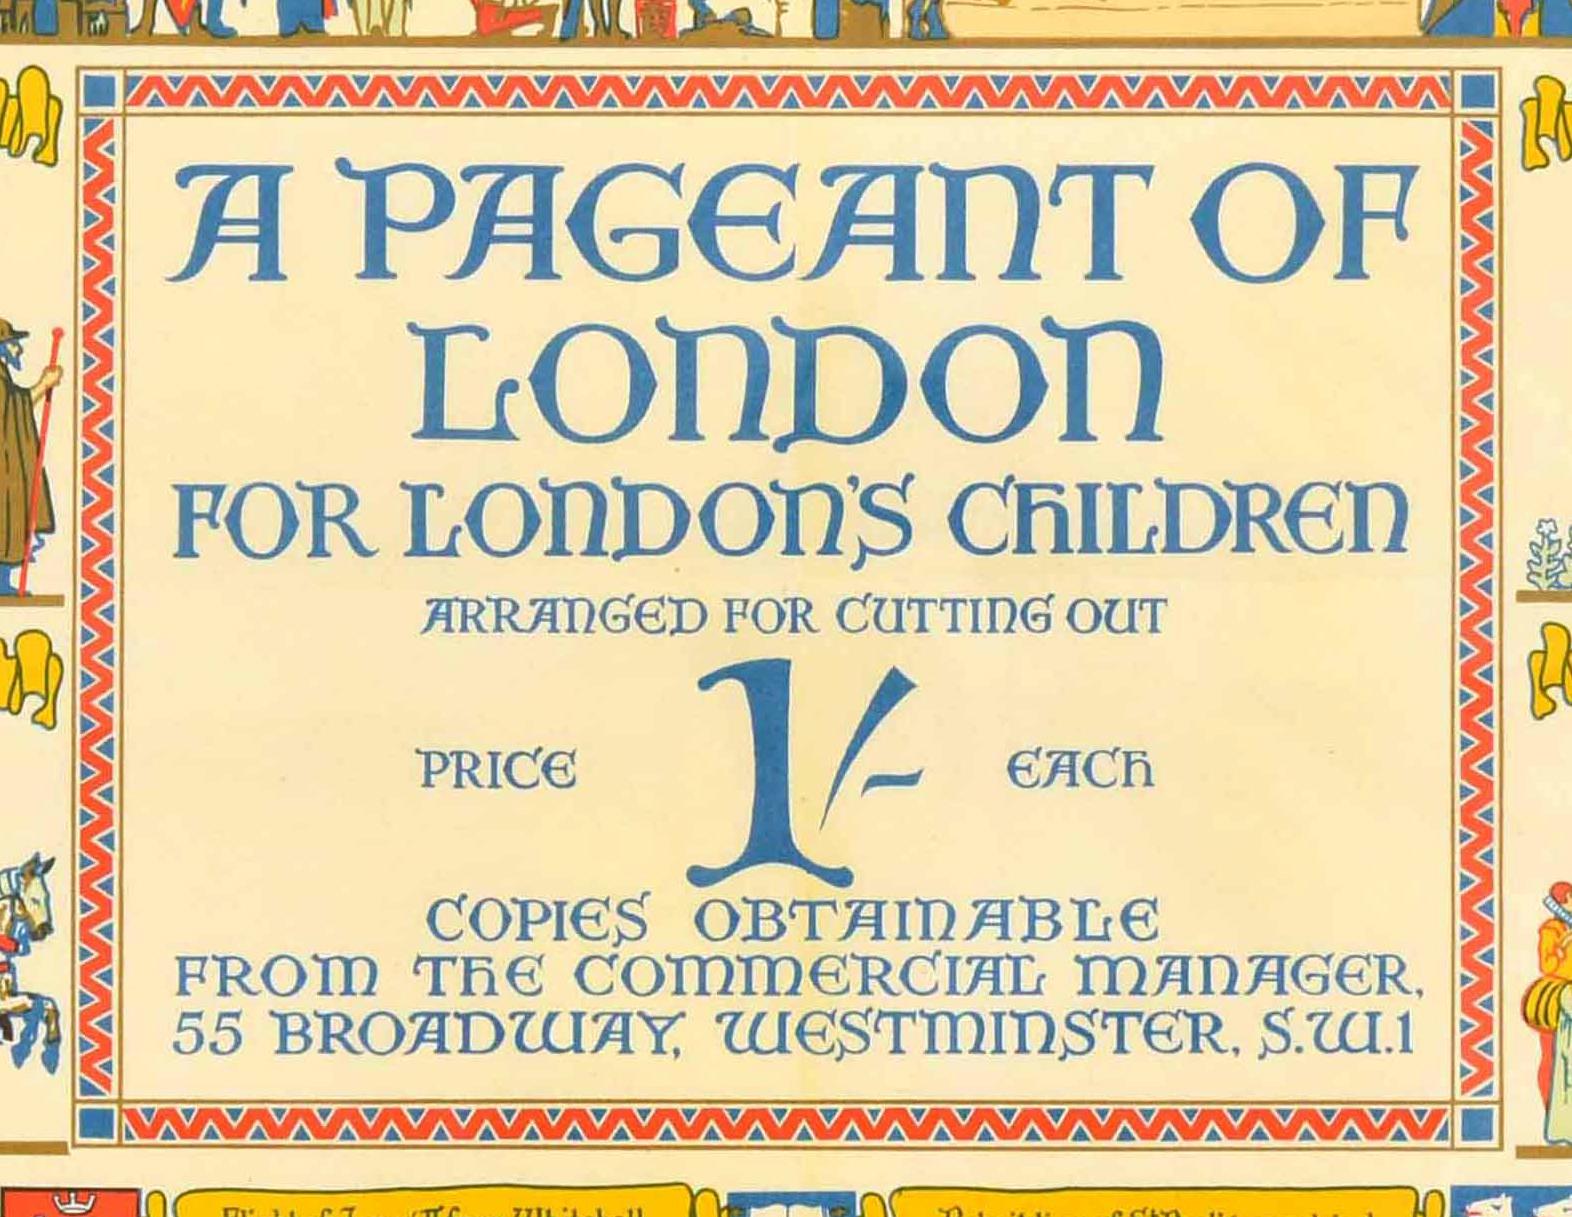 A PAGEANT OF
LONDON
FOR LONDON'S CHILDREN
ARRANGED FOR CUTTING OUT
PRICE 1/- EACH
COPIES OBTAINABLE
FROM THE COMMERCIAL MANAGER,
55 BROADWAY, WESTMINSTER, S.W.1